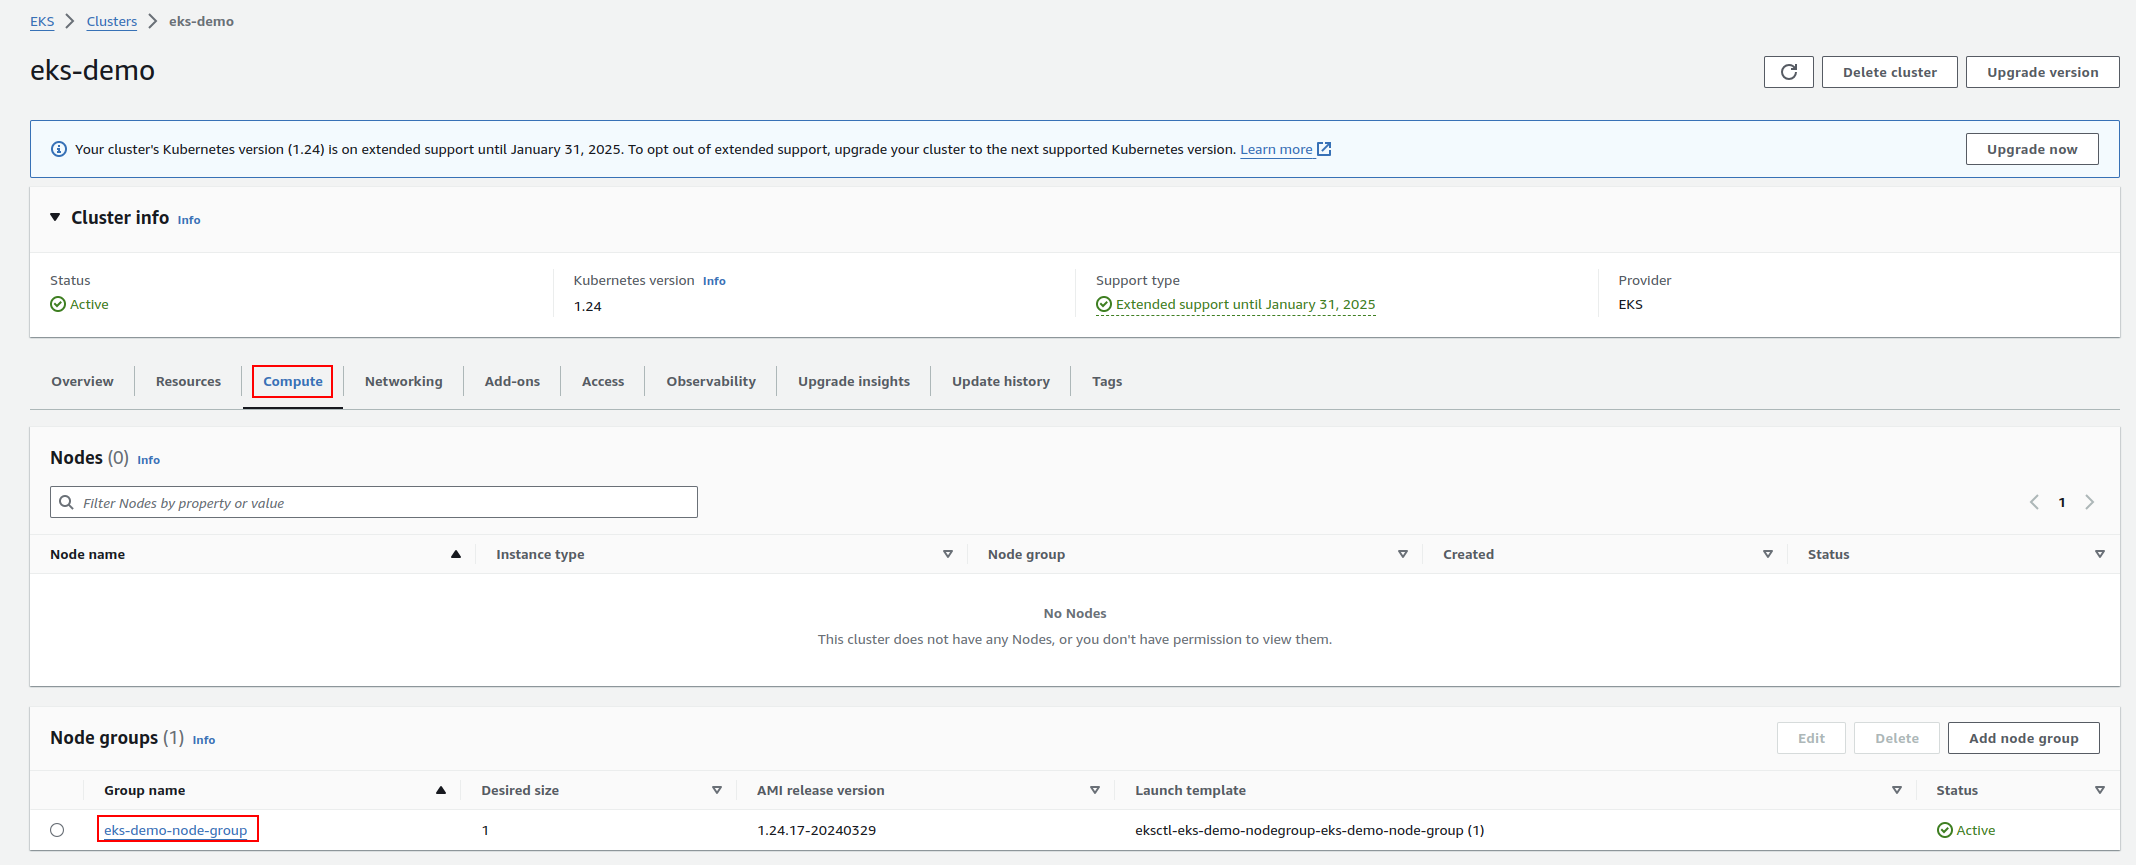 EKS > Clusters > eks-demo
eks-demo
Delete cluster Upgrade version
Your cluster's Kubernetes version (1.24) is on extended support until January 31, 2025. To opt out of extended support, upgrade your cluster to the next supported Kubernetes version. Learn more Upgrade now
Cluster info Info
Status Kubernetes version Info Support type Provider
Active 1.24 Extended support until January 31, 2025 EKS
Overview Resources Compute Networking Add-ons Access Observability Upgrade insights Update history Tags
Nodes (0) Info
Filter Nodes by property or value 1
Node name Instance type Node group Created Status
No Nodes
This cluster does not have any Nodes, or you don't have permission to view them.
Node groups (1) Info Edit Delete Add node group
Group name Desired size AMI release version Launch template Status
eks-demo-node-group 1 1.24.17-20240329 eksctl-eks-demo-nodegroup-eks-demo-node-group (1) Active